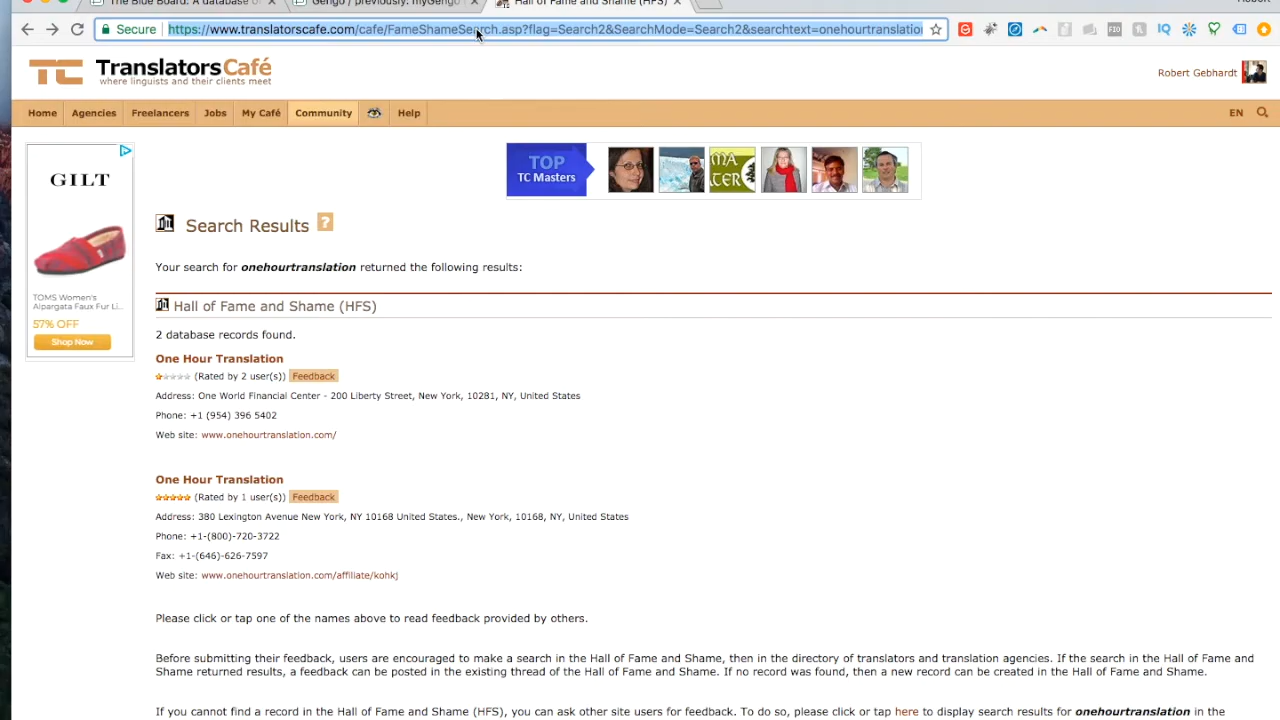 The Blue Board: A database o
Gengo / previously: myGengo
Hall of Fame and Shame (HFS)
Secure https://www.translatorscafe.com/cafe/FameShameSearch.asp?flag=Search2&SearchMode=Search2&searchtext=onehourtranslation
TC TranslatorsCafé
where linguists and their clients meet
Robert Gebhardt
Home Agencies Freelancers Jobs My Café Community Help EN
GILT
TOMS Women's
Alpargata Faux Fur Li...
57% OFF
Shop Now
TOP
TC Masters
MA
TER
Search Results ?
Your search for onehourtranslation returned the following results:
Hall of Fame and Shame (HFS)
2 database records found.
One Hour Translation
(Rated by 2 user(s)) Feedback
Address: One World Financial Center - 200 Liberty Street, New York, 10281, NY, United States
Phone: +1 (954) 396 5402
Web site: www.onehourtranslation.com/
One Hour Translation
(Rated by 1 user(s)) Feedback
Address: 380 Lexington Avenue New York, NY 10168 United States., New York, 10168, NY, United States
Phone: +1-(800)-720-3722
Fax: +1-(646)-626-7597
Web site: www.onehourtranslation.com/affiliate/kohkj
Please click or tap one of the names above to read feedback provided by others.
Before submitting their feedback, users are encouraged to make a search in the Hall of Fame and Shame, then in the directory of translators and translation agencies. If the search in the Hall of Fame and
Shame returned results, a feedback can be posted in the existing thread of the Hall of Fame and Shame. If no record was found, then a new record can be created in the Hall of Fame and Shame.
If you cannot find a record in the Hall of Fame and Shame (HFS), you can ask other site users for feedback. To do so, please click or tap here to display search results for onehourtranslation in the